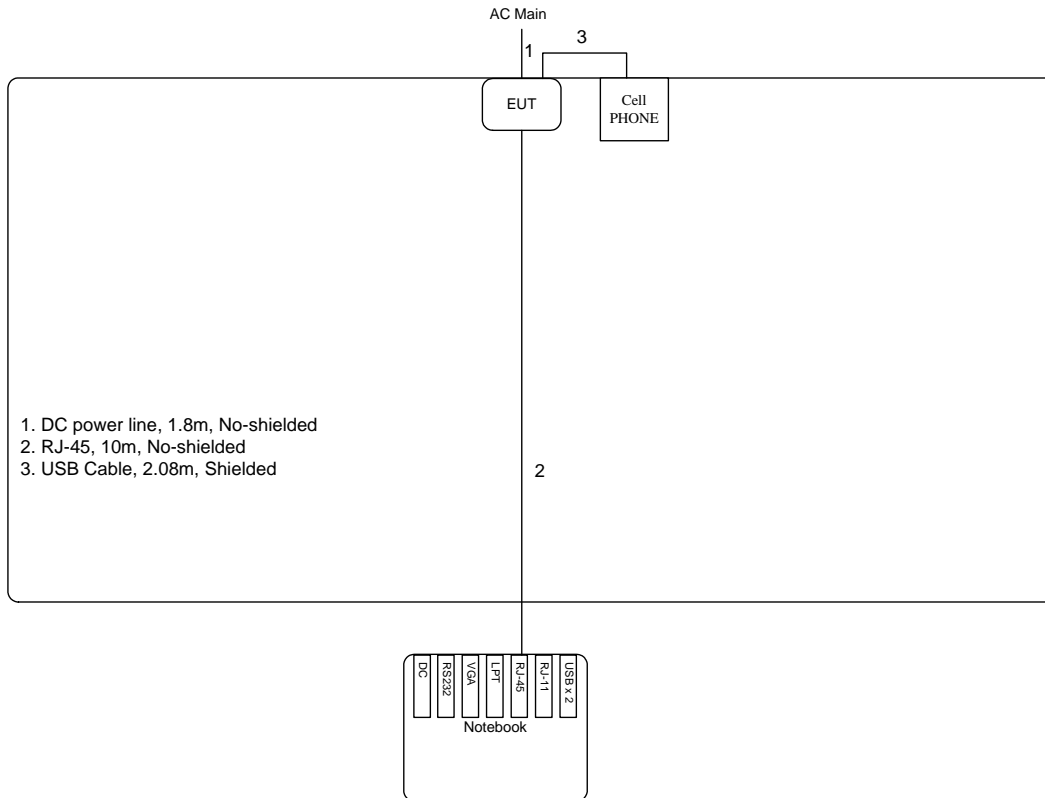 AC Main
1
3
EUT
Cell
PHONE
1. DC power line, 1.8m, No-shielded
2. RJ-45, 10m, No-shielded
3. USB Cable, 2.08m, Shielded
2
DC
RS232
VGA
LPT
RJ-45
RJ-11
USB x 2
Notebook